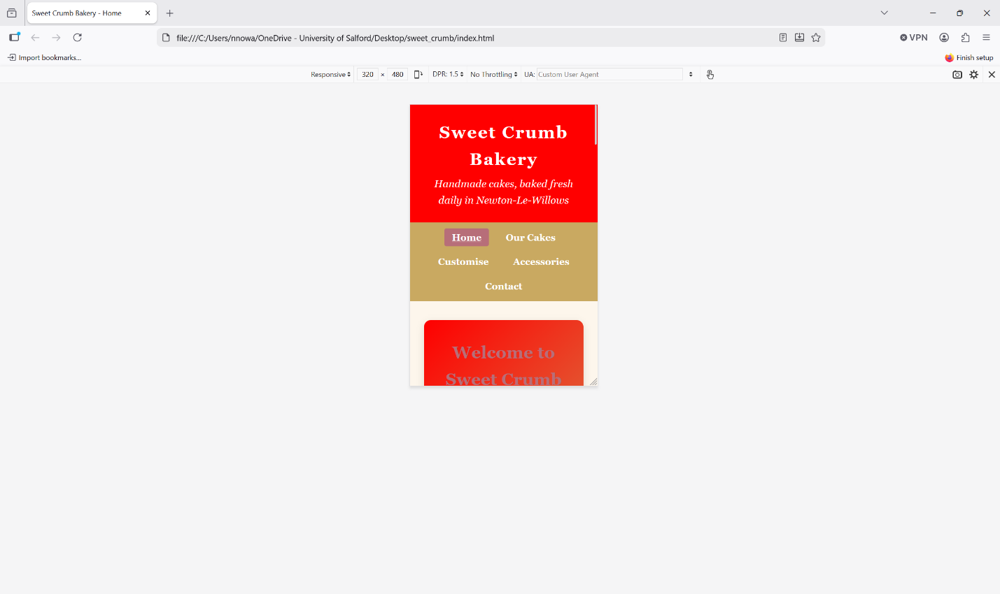 Sweet Crumb Bakery - Home
file:///C:/Users/nnowa/OneDrive - University of Salford/Desktop/sweet_crumb/index.html
VPN
Import bookmarks...
Finish setup
Responsive 320 × 480 DPR: 1.5 No Throttling UA: Custom User Agent
Sweet Crumb
Bakery
Handmade cakes, baked fresh
daily in Newton-Le-Willows
Home Our Cakes
Customise Accessories
Contact
Welcome to
Sweet Crumb